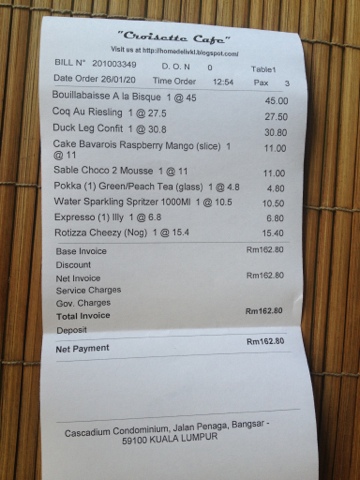 "Croisette Cafe"
Visit us at http://homedelivkl.blogspot.com/
BILL N° 201003349 D. O N 0 Table1
Date Order 26/01/20 Time Order 12:54 Pax 3
Bouillabaisse A la Bisque 1 @ 45 45.00
Coq Au Riesling 1 @ 27.5 27.50
Duck Leg Confit 1 @ 30.8 30.80
Cake Bavarois Raspberry Mango (slice) 1 11.00
@ 11
Sable Choco 2 Mousse 1 @ 11 11.00
Pokka (1) Green/Peach Tea (glass) 1 @ 4.8 4.80
Water Sparkling Spritzer 1000Ml 1 @ 10.5 10.50
Expresso (1) Illy 1 @ 6.8 6.80
Rotizza Cheezy (Nog) 1 @ 15.4 15.40
Base Invoice Rm162.80
Discount
Net Invoice Rm162.80
Service Charges
Gov. Charges
Total Invoice Rm162.80
Deposit
Net Payment Rm162.80
Cascadium Condominium, Jalan Penaga, Bangsar -
59100 KUALA LUMPUR